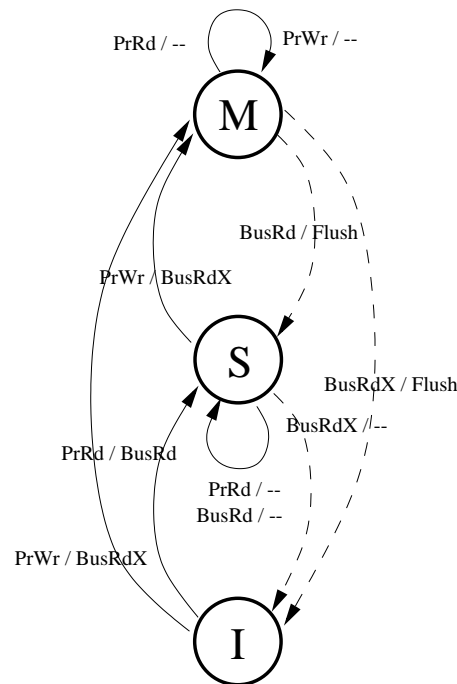 PrRd / --
PrWr / --
M
BusRd / Flush
PrWr / BusRdX
S
BusRdX / Flush
BusRdX / --
PrRd / BusRd
PrRd / --
BusRd / --
PrWr / BusRdX
I